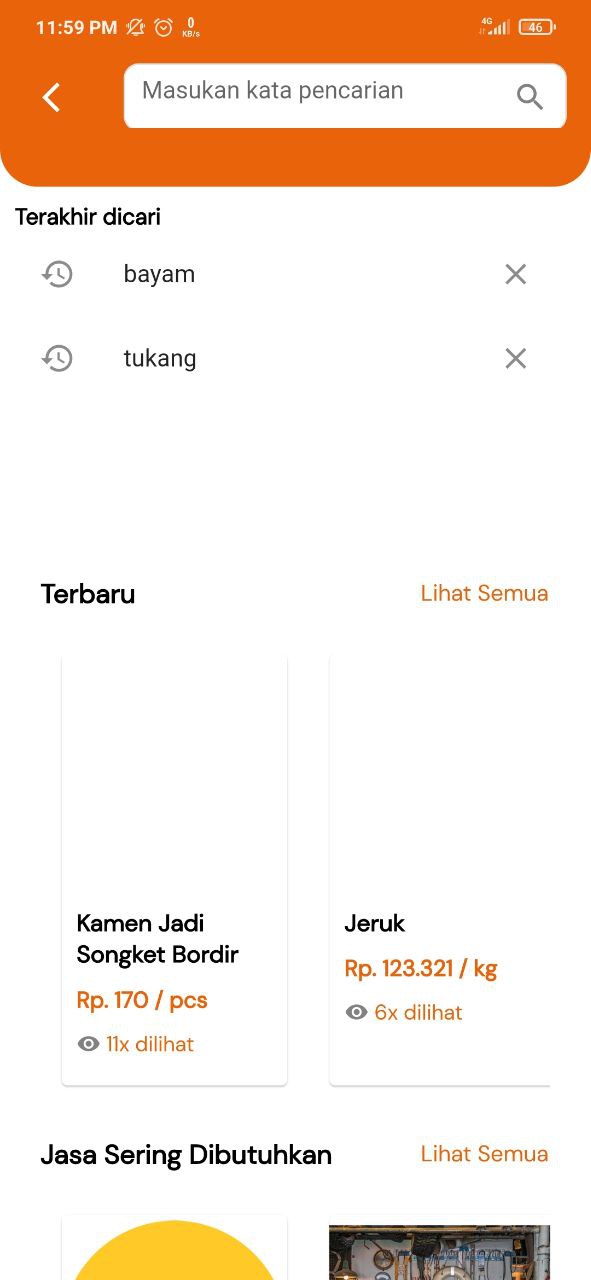 11:59 PM
0
KB/s
4G
46
Masukan kata pencarian
Terakhir dicari
bayam
tukang
Terbaru
Lihat Semua
Kamen Jadi
Songket Bordir
Rp. 170 / pcs
11x dilihat
Jeruk
Rp. 123.321 / kg
6x dilihat
Jasa Sering Dibutuhkan
Lihat Semua